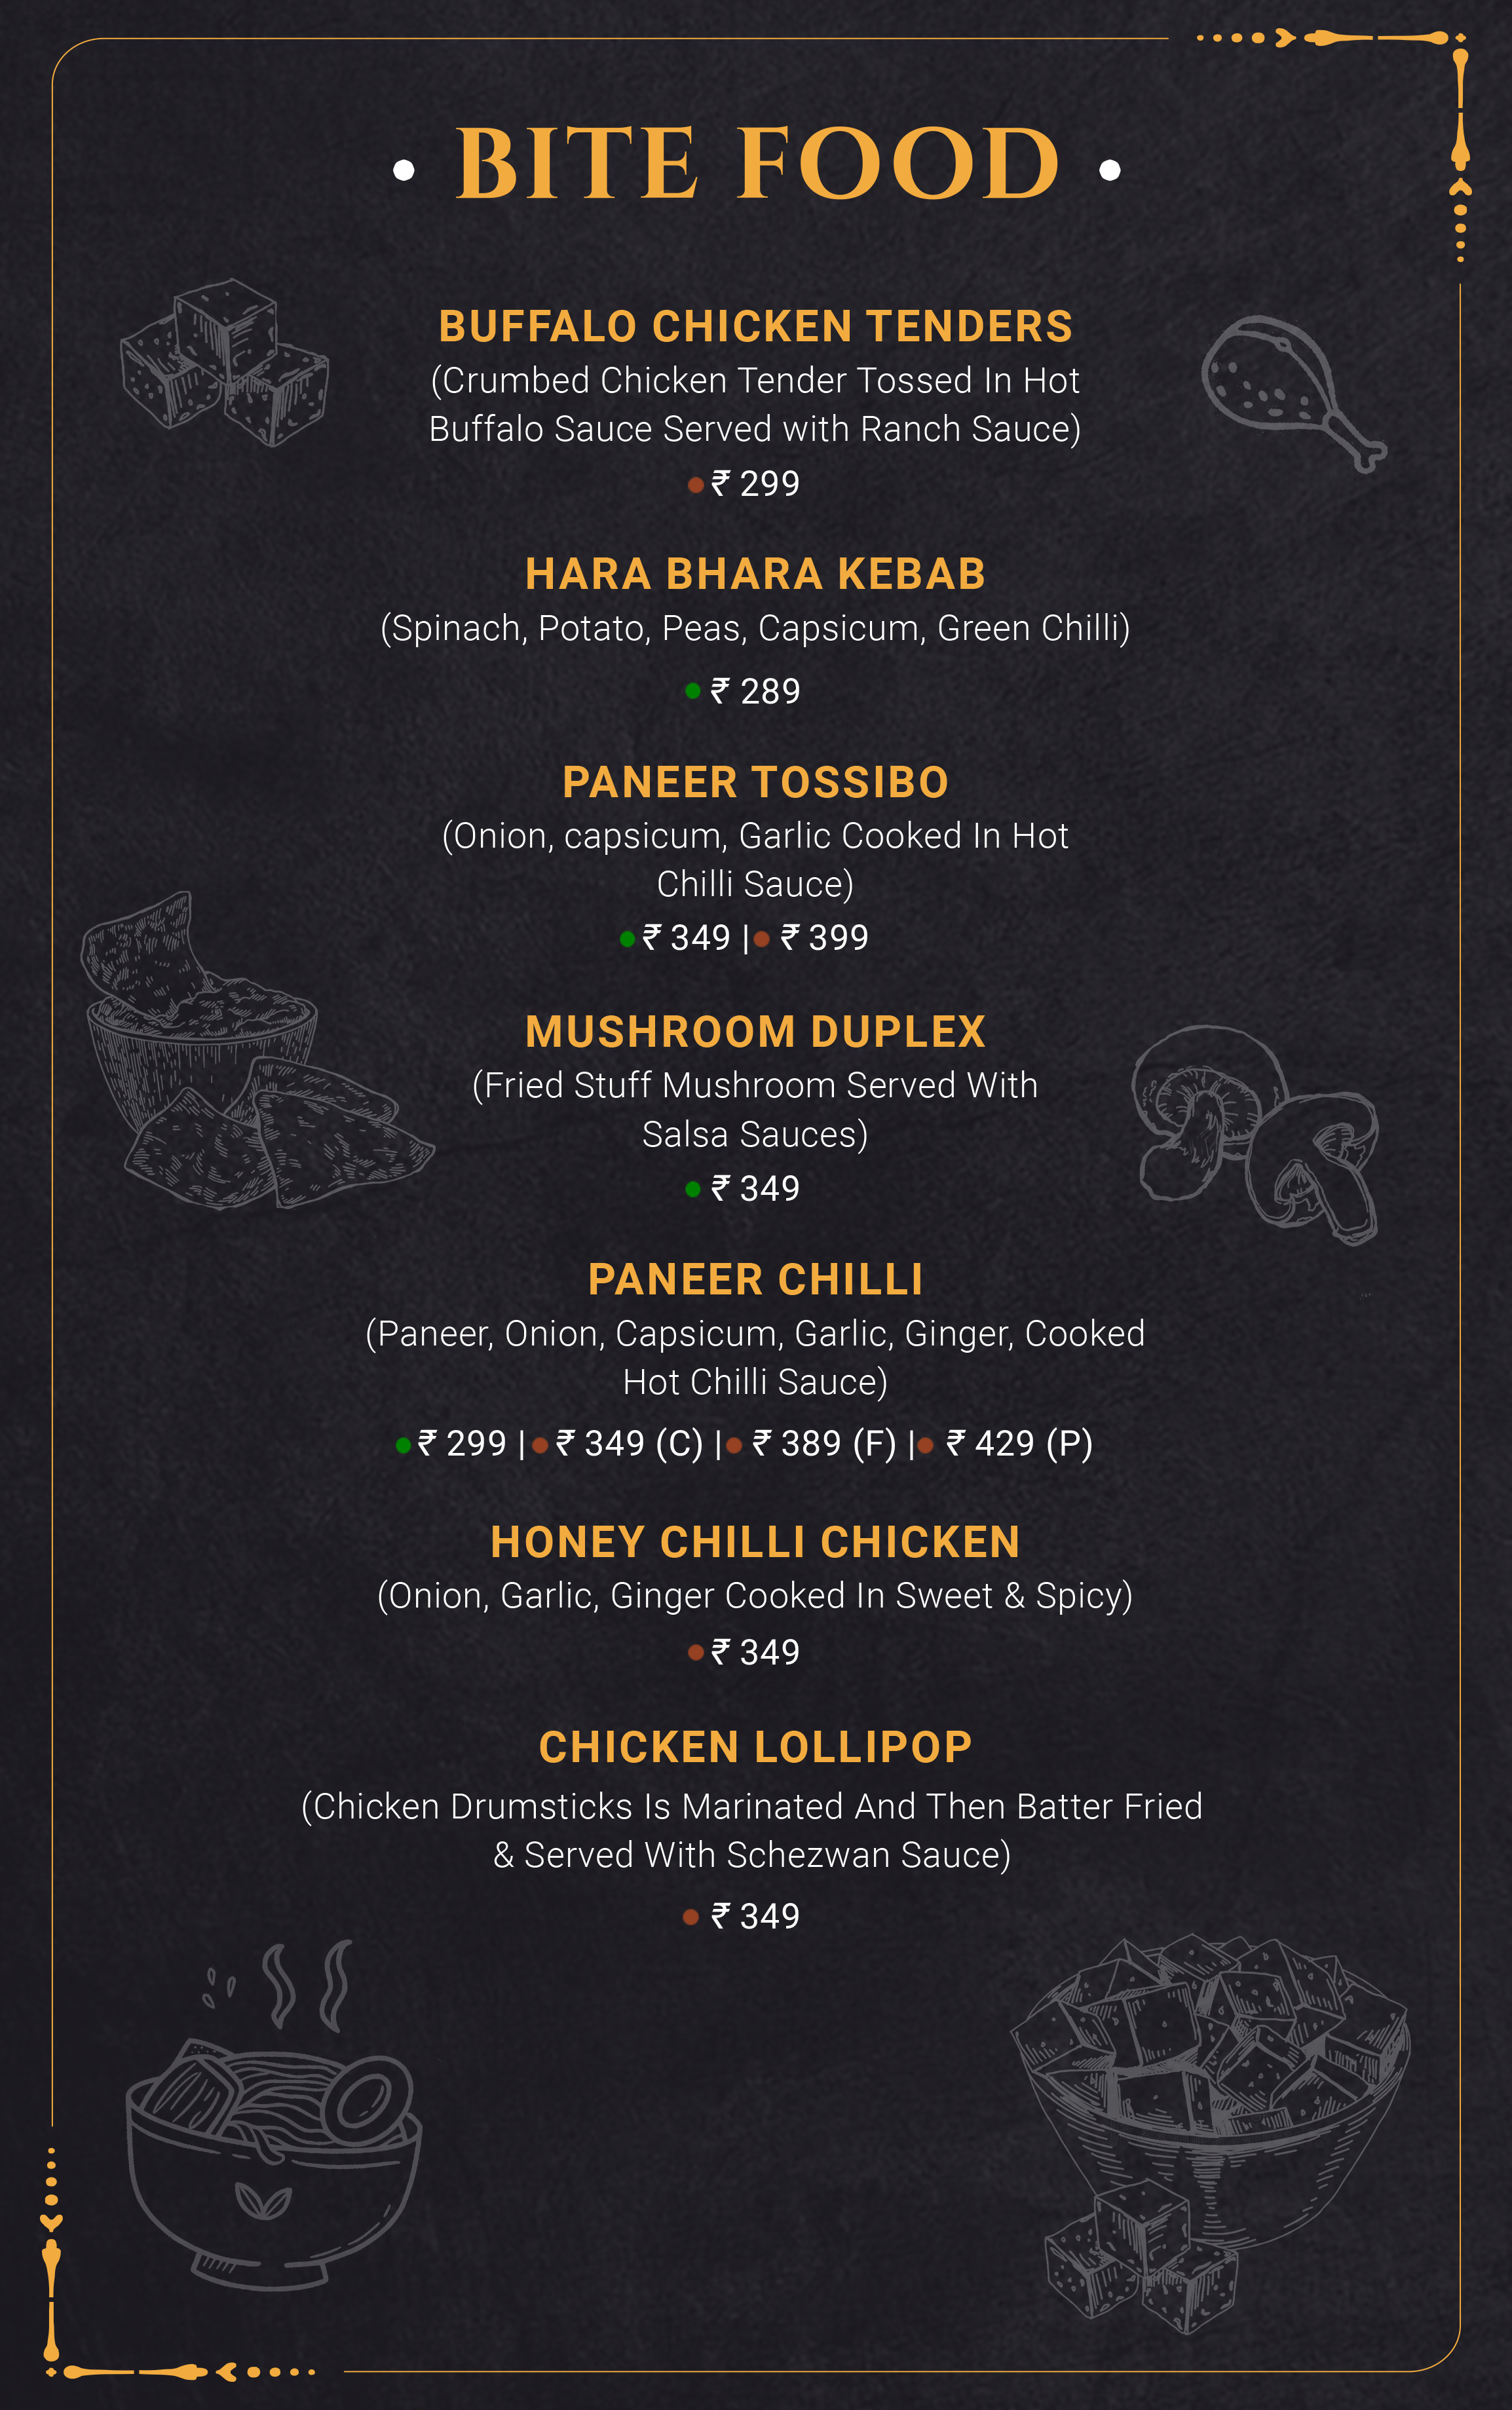 BITE FOOD
BUFFALO CHICKEN TENDERS
(Crumbed Chicken Tender Tossed In Hot
Buffalo Sauce Served with Ranch Sauce)
₹ 299
HARA BHARA KEBAB
(Spinach, Potato, Peas, Capsicum, Green Chilli)
₹ 289
PANEER TOSSIBO
(Onion, capsicum, Garlic Cooked In Hot
Chilli Sauce)
₹ 349 | ₹ 399
MUSHROOM DUPLEX
(Fried Stuff Mushroom Served With
Salsa Sauces)
₹ 349
PANEER CHILLI
(Paneer, Onion, Capsicum, Garlic, Ginger, Cooked
Hot Chilli Sauce)
₹ 299 | ₹ 349 (C) | ₹ 389 (F) | ₹ 429 (P)
HONEY CHILLI CHICKEN
(Onion, Garlic, Ginger Cooked In Sweet & Spicy)
₹ 349
CHICKEN LOLLIPOP
(Chicken Drumsticks Is Marinated And Then Batter Fried
& Served With Schezwan Sauce)
₹ 349